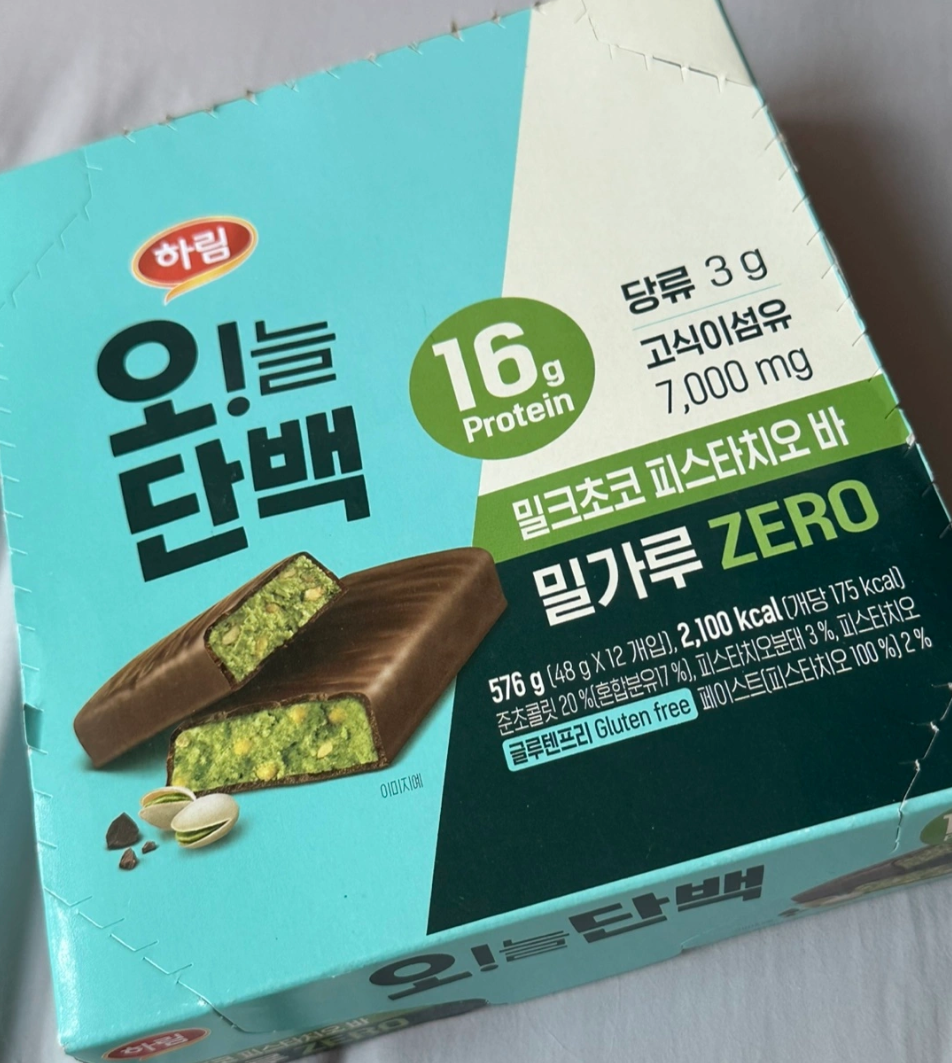 하림
오!늘
단백
16g
Protein
당류 3 g
고식이섬유
7,000 mg
밀크초코 피스타치오 바
밀가루 ZERO
576 g (48 g X 12 개입), 2,100 kcal (개당 175 kcal)
준초콜릿 20 %(혼합분유17 %), 피스타치오분태 3 %, 피스타치오
글루텐프리 Gluten free 페이스트(피스타치오 100 %) 2 %
이미지예
오!늘단백
하림
ZERO